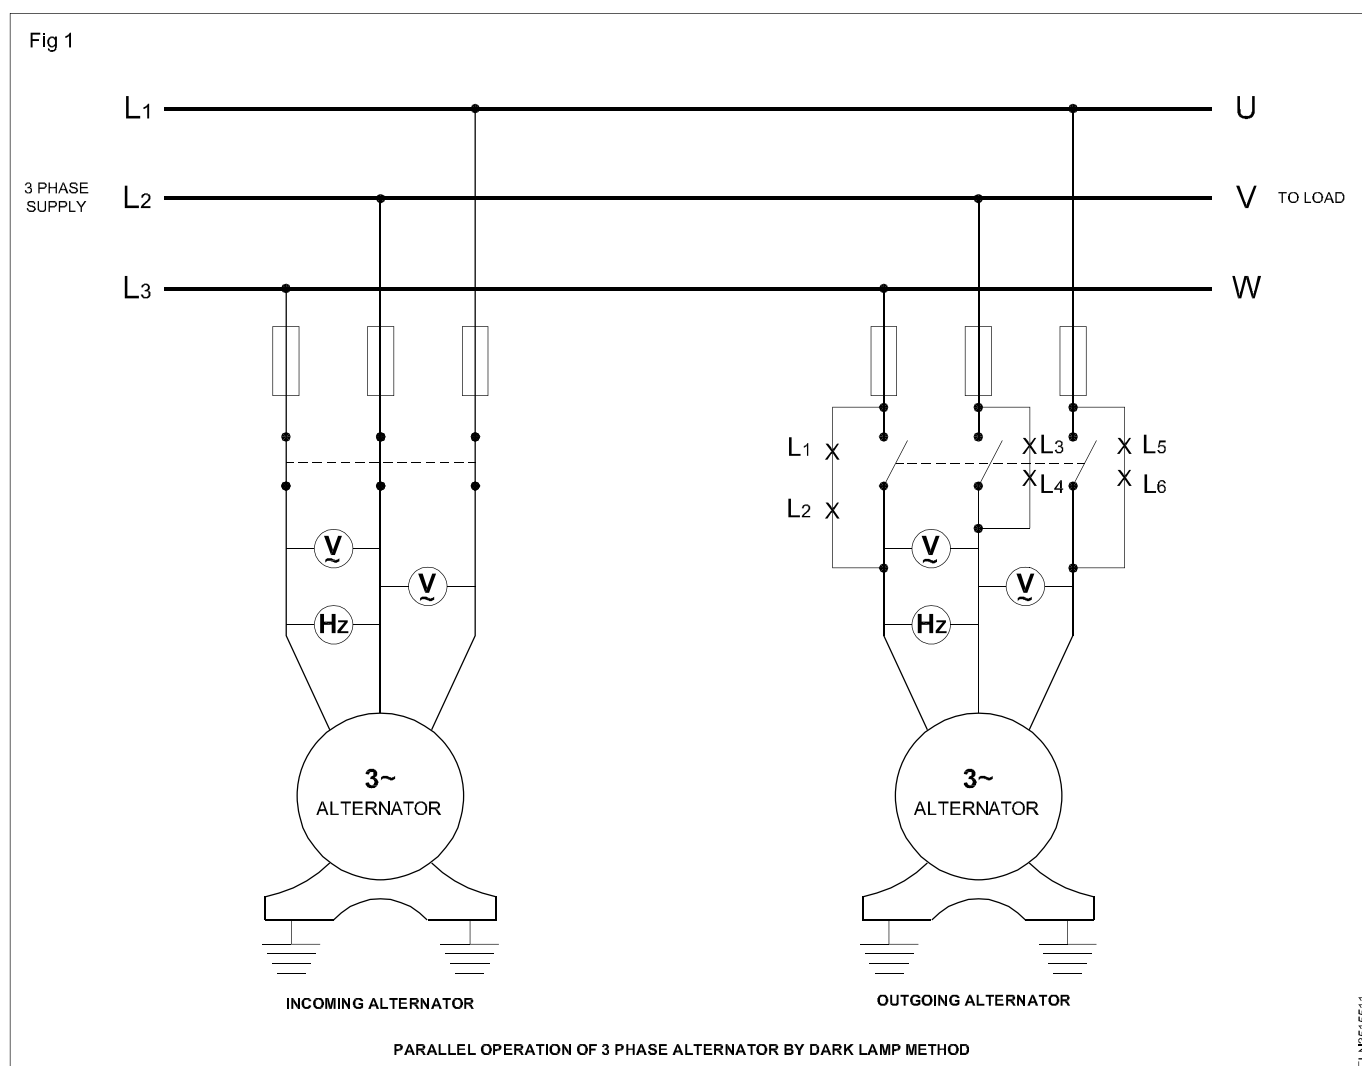 Fig 1
L1
U
3 PHASE
SUPPLY
L2
V
TO LOAD
L3
W
L1
L2
L3
L4
L5
L6
V
~
V
~
Hz
V
~
V
~
Hz
3~
ALTERNATOR
3~
ALTERNATOR
INCOMING ALTERNATOR
OUTGOING ALTERNATOR
PARALLEL OPERATION OF 3 PHASE ALTERNATOR BY DARK LAMP METHOD